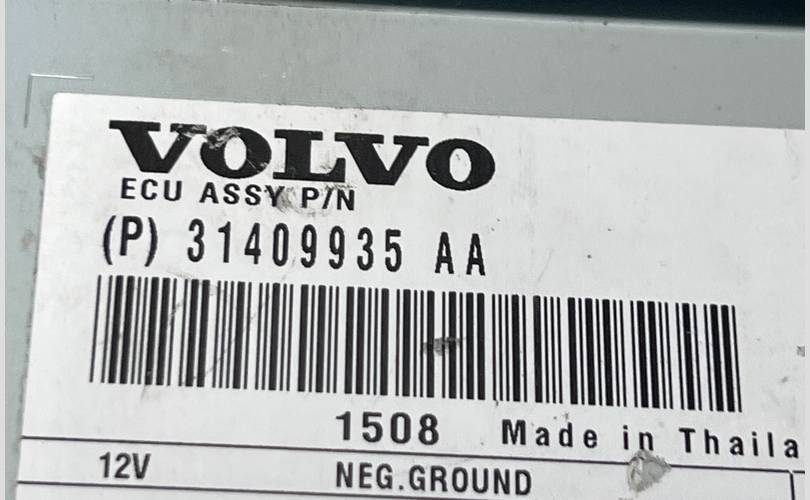 VOLVO
ECU ASSY P/N
(P) 31409935 AA
1508 Made in Thaila
12V NEG.GROUND